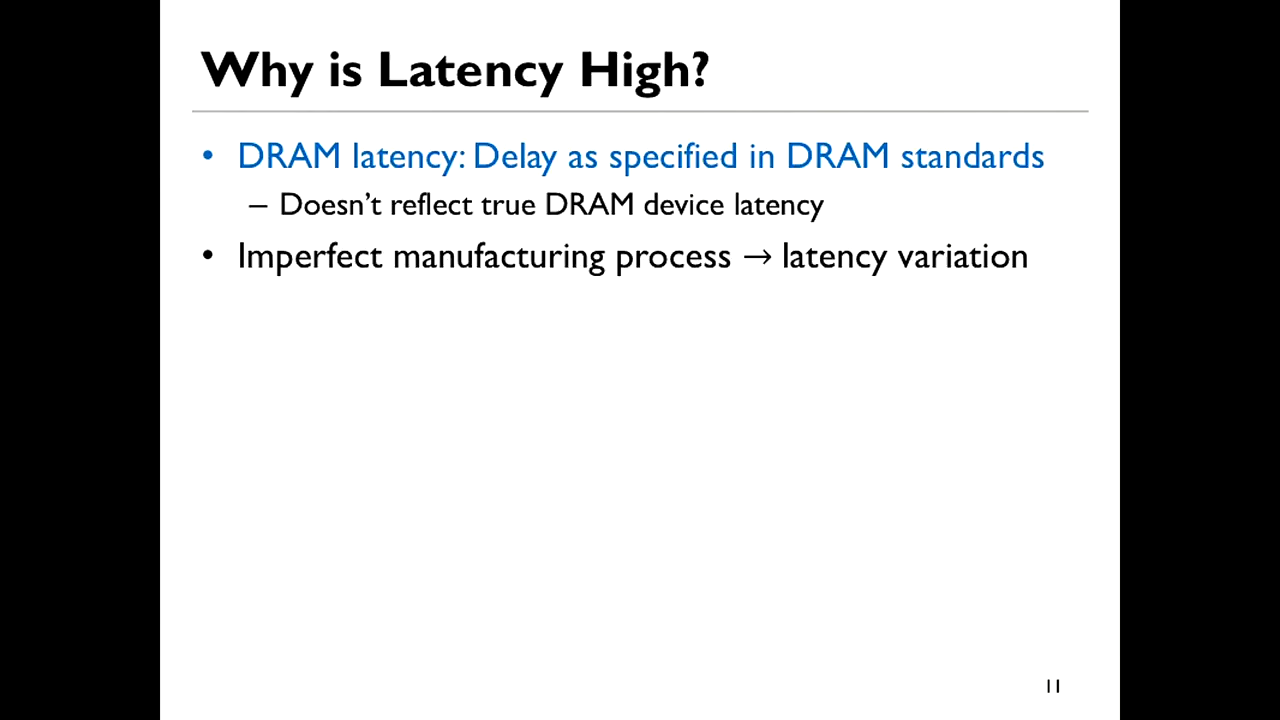 Why is Latency High?
• DRAM latency: Delay as specified in DRAM standards
– Doesn’t reflect true DRAM device latency
• Imperfect manufacturing process → latency variation
11